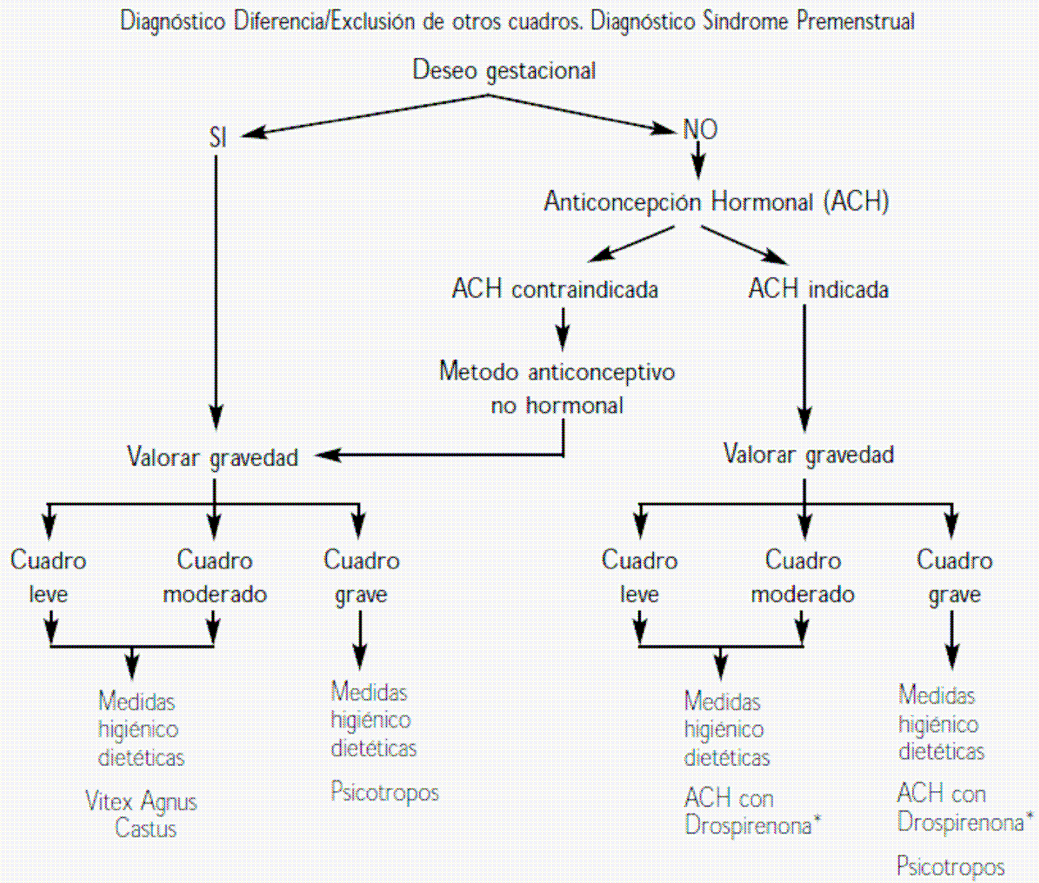 Diagnóstico Diferencia/Exclusión de otros cuadros. Diagnóstico Síndrome Premenstrual
Deseo gestacional
SI
NO
Anticoncepción Hormonal (ACH)
ACH contraindicada
ACH indicada
Metodo anticonceptivo
no hormonal
Valorar gravedad
Valorar gravedad
Cuadro
leve
Cuadro
moderado
Cuadro
grave
Cuadro
leve
Cuadro
moderado
Cuadro
grave
Medidas
higiénico
dietéticas
Vitex Agnus
Castus
Medidas
higiénico
dietéticas
Psicotropos
Medidas
higiénico
dietéticas
ACH con
Drospirenona*
Medidas
higiénico
dietéticas
ACH con
Drospirenona*
Psicotropos